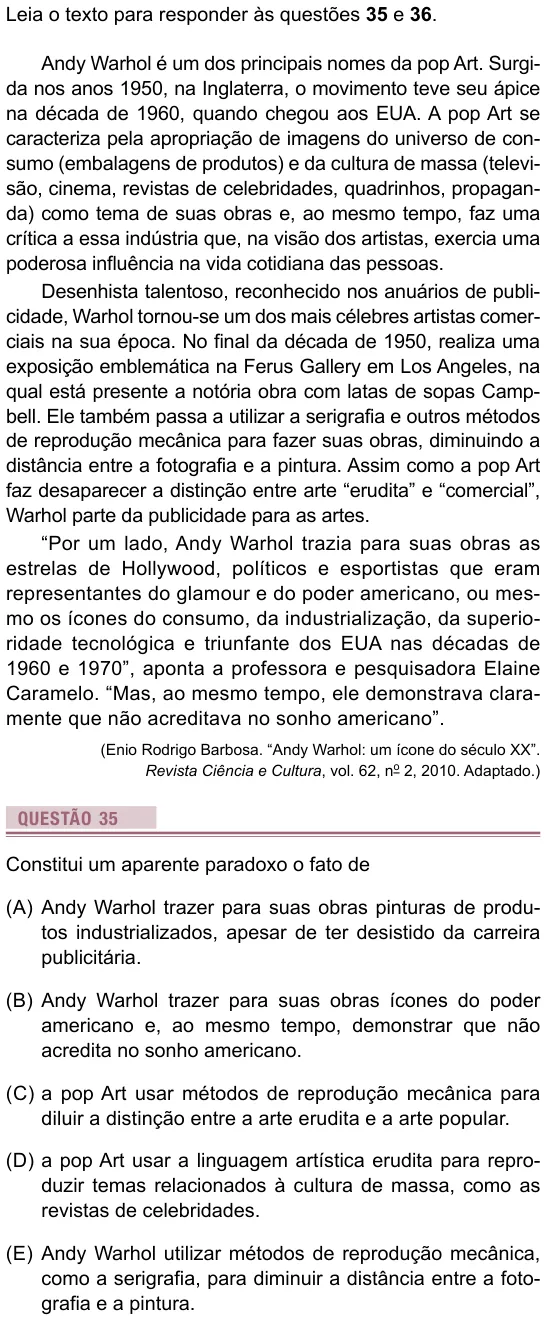 Leia o texto para responder às questões 35 e 36.
Andy Warhol é um dos principais nomes da pop Art. Surgi-
da nos anos 1950, na Inglaterra, o movimento teve seu ápice
na década de 1960, quando chegou aos EUA. A pop Art se
caracteriza pela apropriação de imagens do universo de con-
sumo (embalagens de produtos) e da cultura de massa (televi-
são, cinema, revistas de celebridades, quadrinhos, propagan-
da) como tema de suas obras e, ao mesmo tempo, faz uma
crítica a essa indústria que, na visão dos artistas, exercia uma
poderosa influência na vida cotidiana das pessoas.
Desenhista talentoso, reconhecido nos anuários de publi-
cidade, Warhol tornou-se um dos mais célebres artistas comer-
ciais na sua época. No final da década de 1950, realiza uma
exposição emblemática na Ferus Gallery em Los Angeles, na
qual está presente a notória obra com latas de sopas Camp-
bell. Ele também passa a utilizar a serigrafia e outros métodos
de reprodução mecânica para fazer suas obras, diminuindo a
distância entre a fotografia e a pintura. Assim como a pop Art
faz desaparecer a distinção entre arte “erudita” e “comercial”,
Warhol parte da publicidade para as artes.
“Por um lado, Andy Warhol trazia para suas obras as
estrelas de Hollywood, políticos e esportistas que eram
representantes do glamour e do poder americano, ou mes-
mo os ícones do consumo, da industrialização, da superio-
ridade tecnológica e triunfante dos EUA nas décadas de
1960 e 1970”, aponta a professora e pesquisadora Elaine
Caramelo. “Mas, ao mesmo tempo, ele demonstrava clara-
mente que não acreditava no sonho americano”.
(Enio Rodrigo Barbosa. “Andy Warhol: um ícone do século XX”.
Revista Ciência e Cultura, vol. 62, nº 2, 2010. Adaptado.)
QUESTÃO 35
Constitui um aparente paradoxo o fato de
(A) Andy Warhol trazer para suas obras pinturas de produ-
tos industrializados, apesar de ter desistido da carreira
publicitária.
(B) Andy Warhol trazer para suas obras ícones do poder
americano e, ao mesmo tempo, demonstrar que não
acredita no sonho americano.
(C) a pop Art usar métodos de reprodução mecânica para
diluir a distinção entre a arte erudita e a arte popular.
(D) a pop Art usar a linguagem artística erudita para repro-
duzir temas relacionados à cultura de massa, como as
revistas de celebridades.
(E) Andy Warhol utilizar métodos de reprodução mecânica,
como a serigrafia, para diminuir a distância entre a foto-
grafia e a pintura.